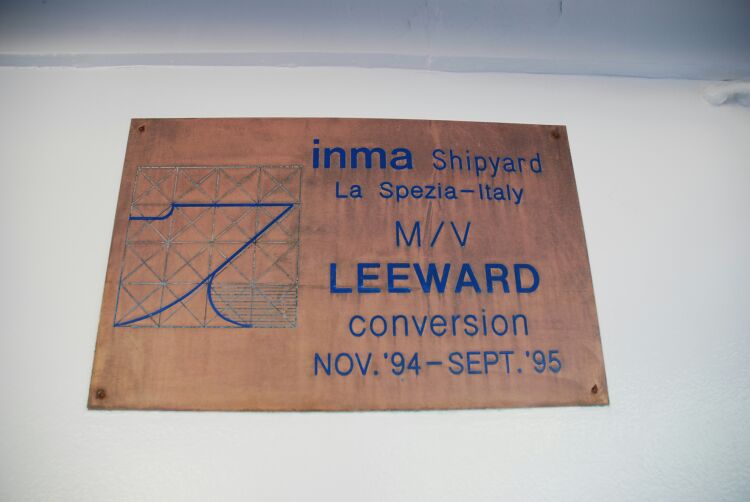 inma Shipyard
La Spezia-Italy
M/V
LEEWARD
conversion
NOV.'94-SEPT.'95